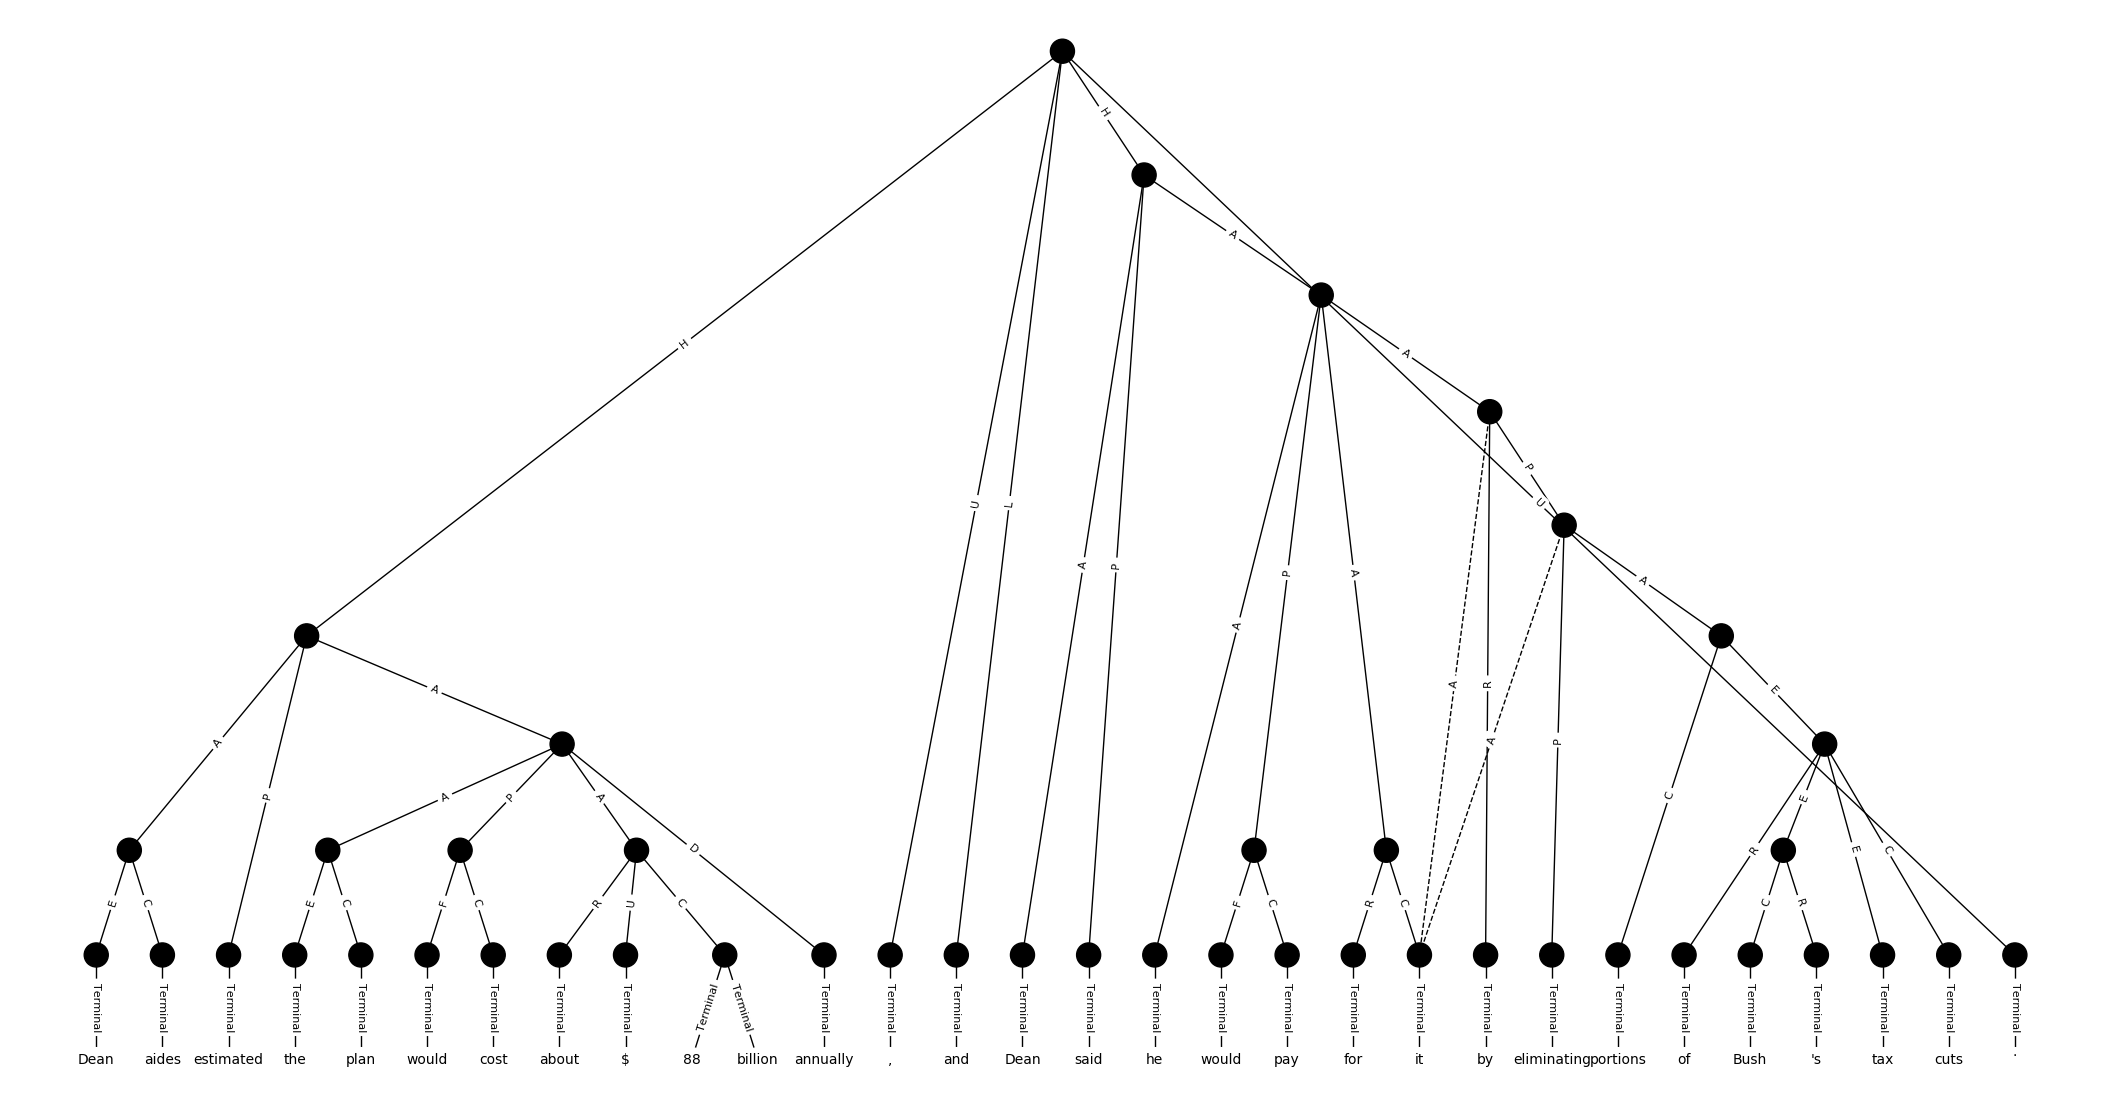 H
A
H
A
P
U
U
L
A
P
A
P
A
A
A
R
A
A
E
P
A
A
P
P
A
P
A
D
C
R
E
E
C
E
C
E
C
F
C
R
U
C
F
C
R
C
C
R
Terminal Terminal Terminal Terminal Terminal Terminal Terminal Terminal Terminal Terminal Terminal Terminal Terminal Terminal Terminal Terminal Terminal Terminal Terminal Terminal Terminal Terminal Terminal Terminal Terminal Terminal Terminal Terminal Terminal Terminal
Dean aides estimated the plan would cost about $ 88 billion annually , and Dean said he would pay for it by eliminating portions of Bush 's tax cuts .